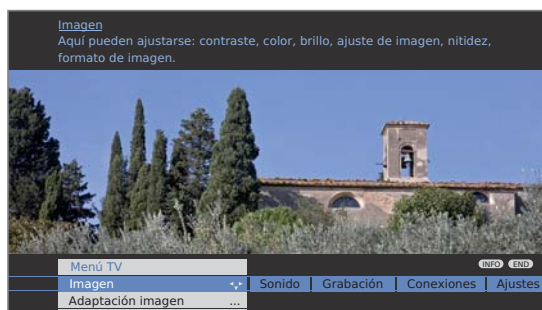 Imagen
Aquí pueden ajustarse: contraste, color, brillo, ajuste de imagen, nitidez,
formato de imagen.
Menú TV
INFO END
Imagen Sonido Grabación Conexiones Ajustes
Adaptación imagen ...